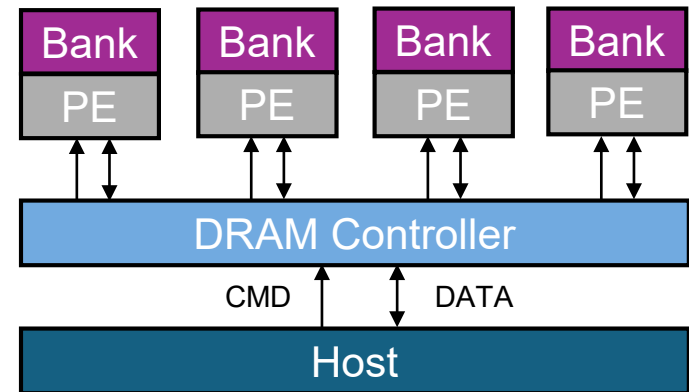 Bank Bank Bank Bank
PE PE PE PE
DRAM Controller
CMD DATA
Host